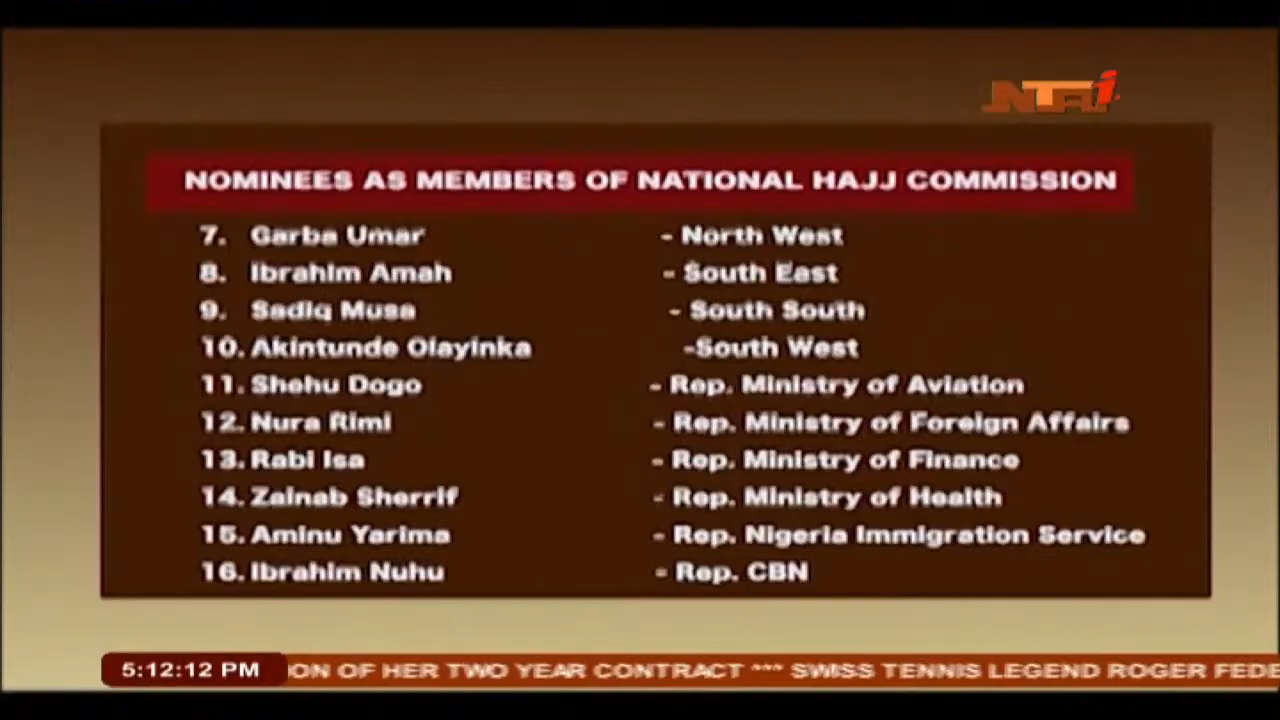 NTAi
NOMINEES AS MEMBERS OF NATIONAL HAJJ COMMISSION
7. Garba Umar - North West
8. Ibrahim Amah - South East
9. Sadiq Musa - South South
10. Akintunde Olayinka -South West
11. Shehu Dogo - Rep. Ministry of Aviation
12. Nura Rimi - Rep. Ministry of Foreign Affairs
13. Rabi Isa - Rep. Ministry of Finance
14. Zainab Sherrif - Rep. Ministry of Health
15. Aminu Yarima - Rep. Nigeria Immigration Service
16. Ibrahim Nuhu - Rep. CBN
5:12:12 PM ON OF HER TWO YEAR CONTRACT *** SWISS TENNIS LEGEND ROGER FEDE